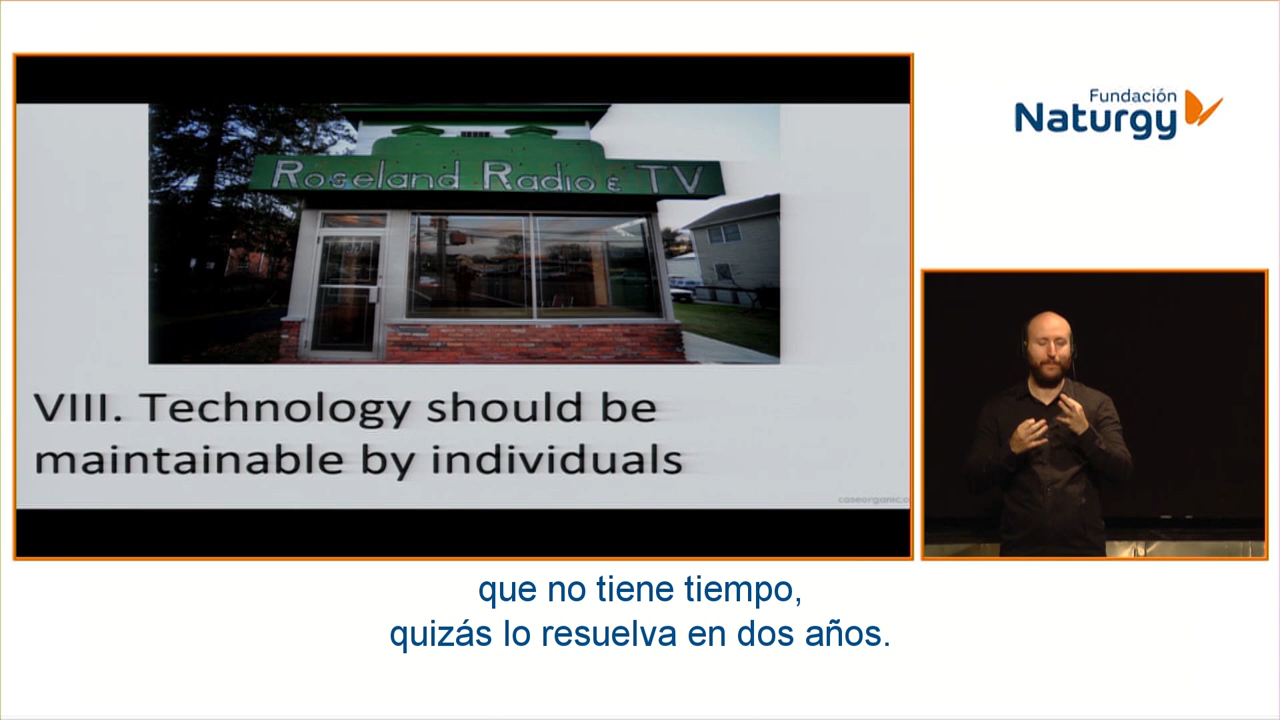 Fundación
Naturgy
Roseland Radio & TV
VIII. Technology should be
maintainable by individuals
caseorganic.c
que no tiene tiempo,
quizás lo resuelva en dos años.